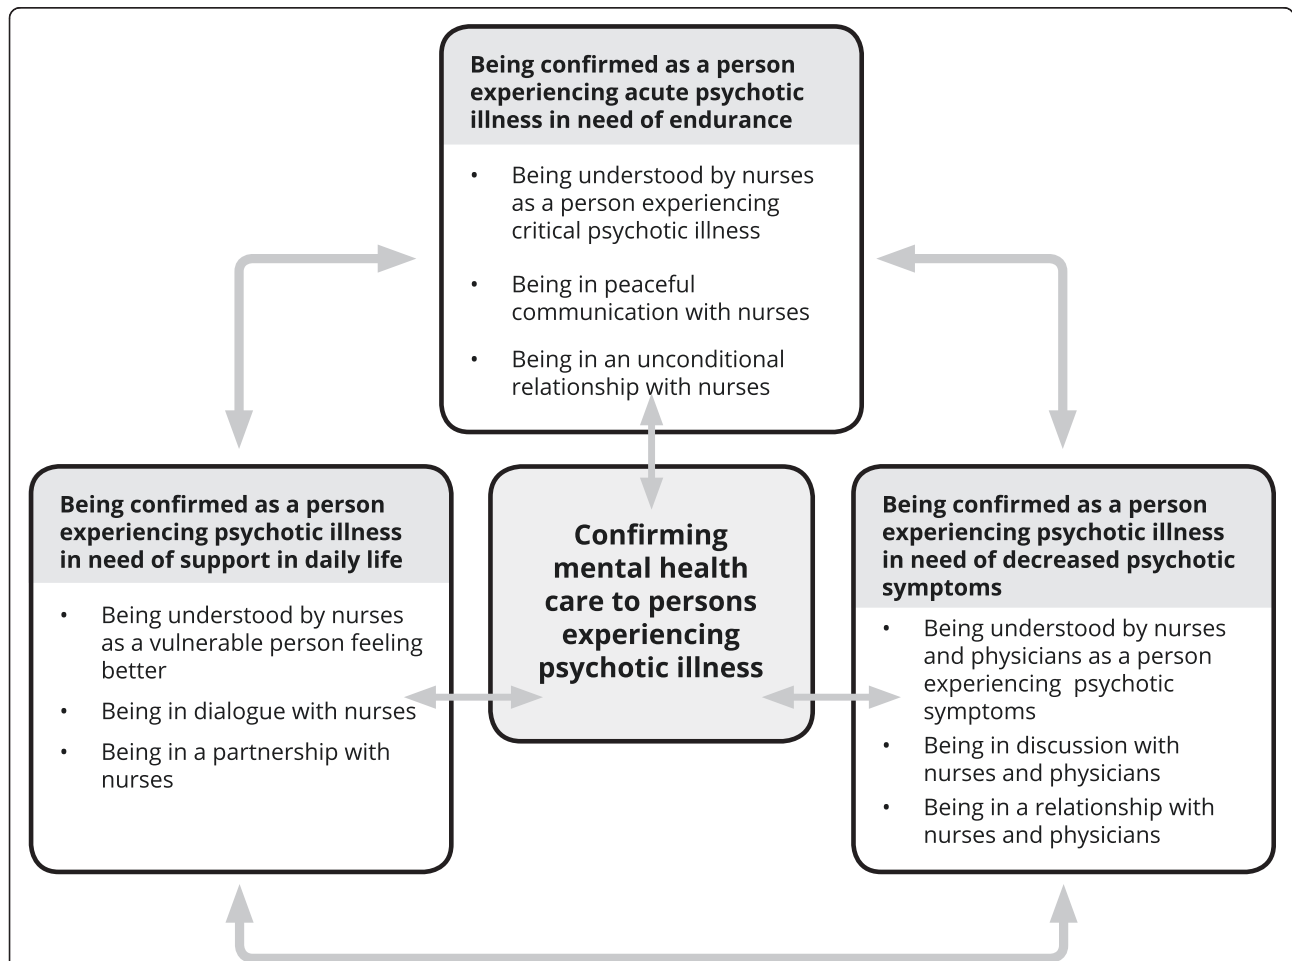 Being confirmed as a person
experiencing acute psychotic
illness in need of endurance
• Being understood by nurses
as a person experiencing
critical psychotic illness
• Being in peaceful
communication with nurses
• Being in an unconditional
relationship with nurses
Being confirmed as a person
experiencing psychotic illness
in need of support in daily life
• Being understood by nurses
as a vulnerable person feeling
better
• Being in dialogue with nurses
• Being in a partnership with
nurses
Confirming
mental health
care to persons
experiencing
psychotic illness
Being confirmed as a person
experiencing psychotic illness
in need of decreased psychotic
symptoms
• Being understood by nurses
and physicians as a person
experiencing psychotic
symptoms
• Being in discussion with
nurses and physicians
• Being in a relationship with
nurses and physicians